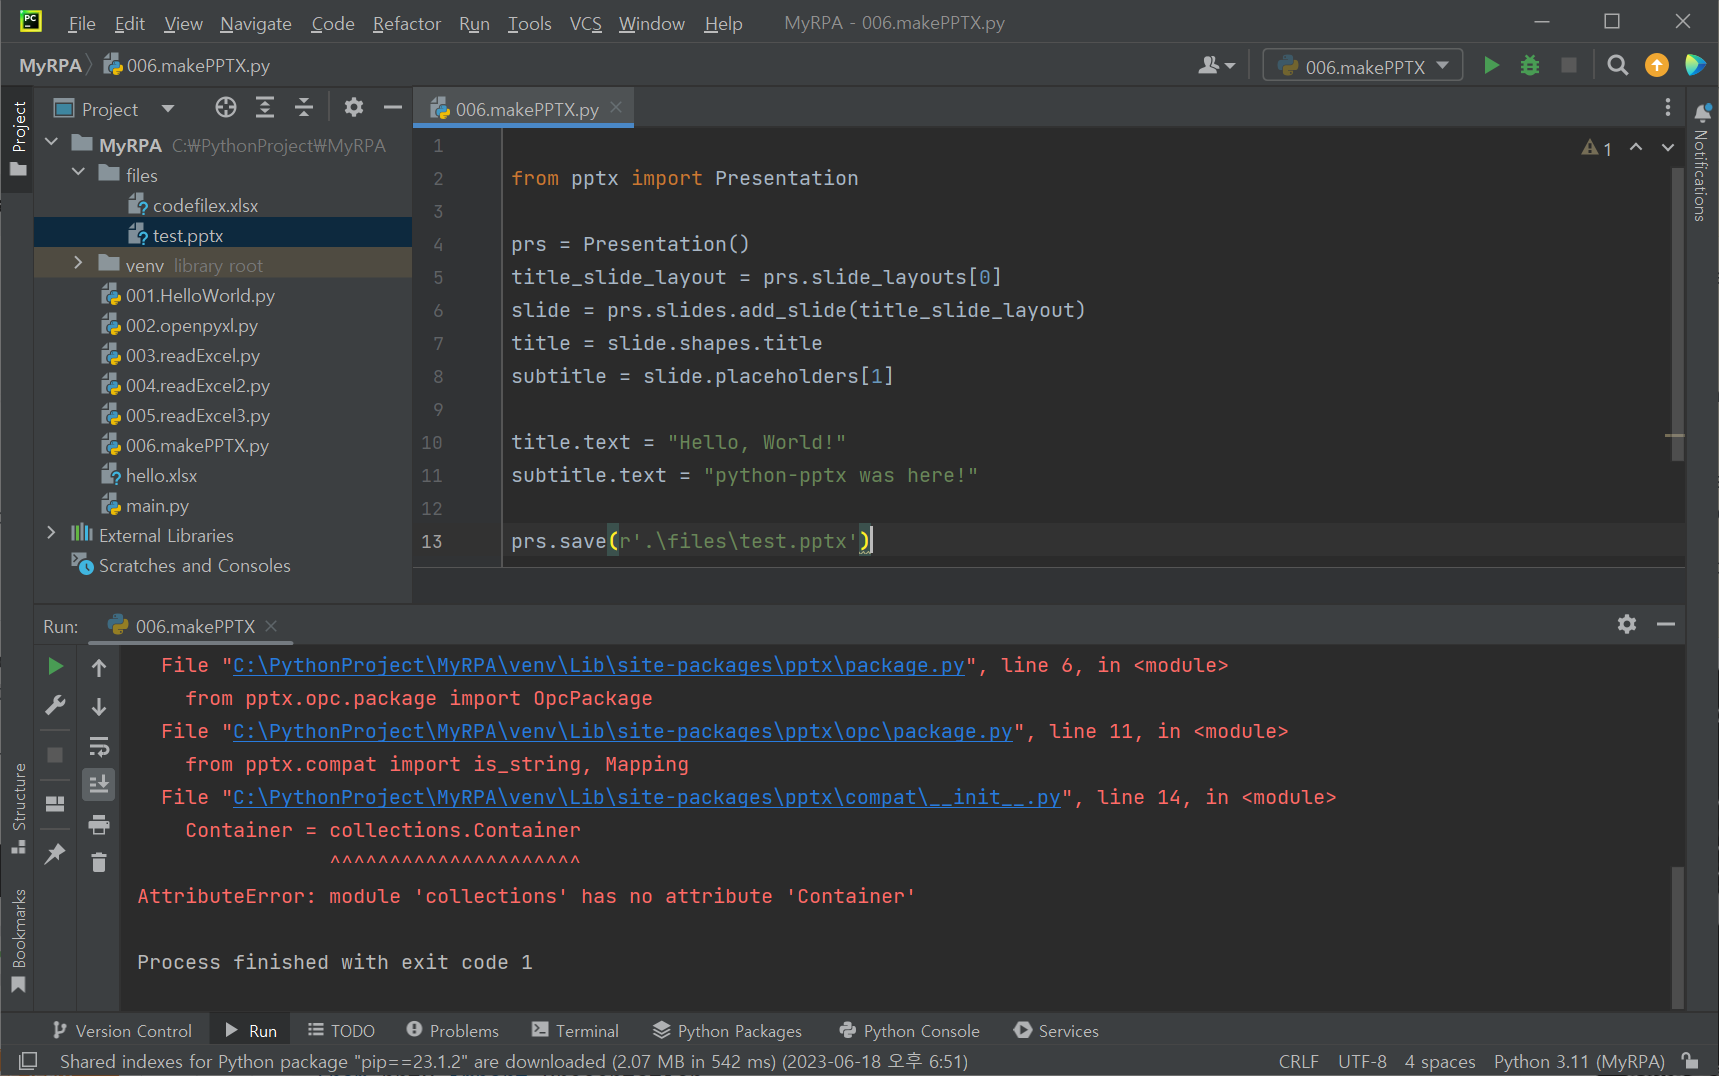 PC
File Edit View Navigate Code Refactor Run Tools VCS Window Help MyRPA - 006.makePPTX.py
MyRPA 006.makePPTX.py
006.makePPTX
Project
Project
006.makePPTX.py
MyRPA C:₩PythonProject₩MyRPA
files
codefilex.xlsx
test.pptx
venv library root
001.HelloWorld.py
002.openpyxl.py
003.readExcel.py
004.readExcel2.py
005.readExcel3.py
006.makePPTX.py
hello.xlsx
main.py
External Libraries
Scratches and Consoles
1
1
2 from pptx import Presentation
3
4 prs = Presentation()
5 title_slide_layout = prs.slide_layouts[0]
6 slide = prs.slides.add_slide(title_slide_layout)
7 title = slide.shapes.title
8 subtitle = slide.placeholders[1]
9
10 title.text = "Hello, World!"
11 subtitle.text = "python-pptx was here!"
12
13 prs.save(r'.\files\test.pptx')
Notifications
Run: 006.makePPTX
File "C:\PythonProject\MyRPA\venv\Lib\site-packages\pptx\package.py", line 6, in <module>
from pptx.opc.package import OpcPackage
File "C:\PythonProject\MyRPA\venv\Lib\site-packages\pptx\opc\package.py", line 11, in <module>
from pptx.compat import is_string, Mapping
File "C:\PythonProject\MyRPA\venv\Lib\site-packages\pptx\compat\__init__.py", line 14, in <module>
Container = collections.Container
^^^^^^^^^^^^^^^^^^^^^
AttributeError: module 'collections' has no attribute 'Container'
Process finished with exit code 1
Structure
Bookmarks
Version Control Run TODO Problems Terminal Python Packages Python Console Services
Shared indexes for Python package "pip==23.1.2" are downloaded (2.07 MB in 542 ms) (2023-06-18 오후 6:51) CRLF UTF-8 4 spaces Python 3.11 (MyRPA)